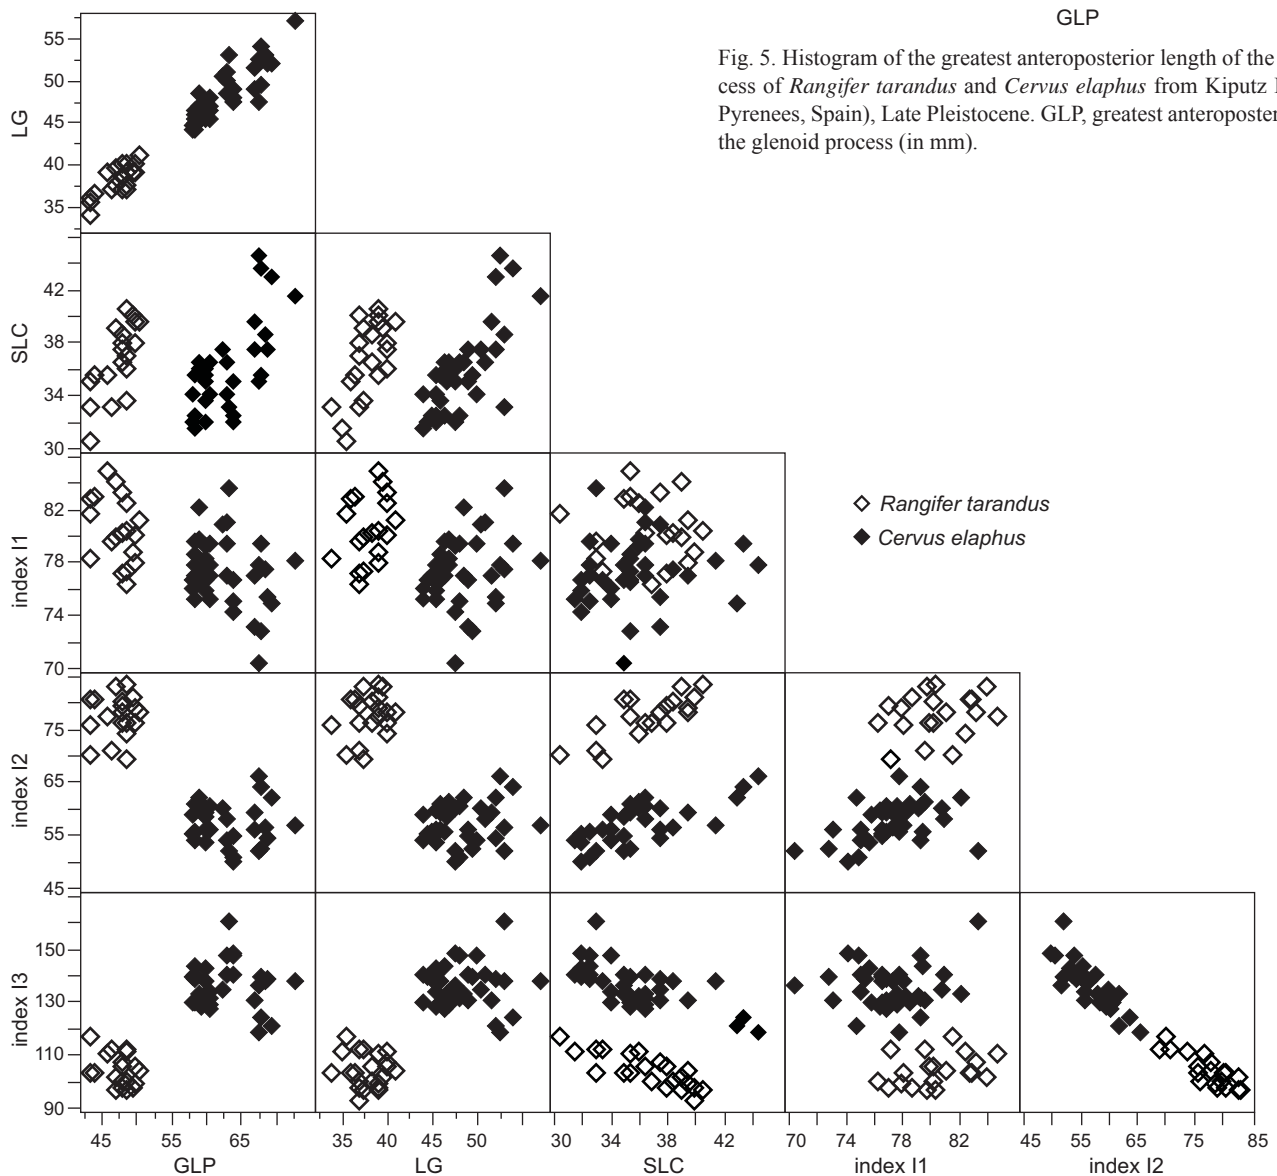 GLP
Fig. 5. Histogram of the greatest anteroposterior length of the
cess of Rangifer tarandus and Cervus elaphus from Kiputz
Pyrenees, Spain), Late Pleistocene. GLP, greatest
the glenoid process (in mm).
LG
55
50
45
40
35
SLC
42
38
34
30
index I1
82
78
74
70
Rangifer tarandus
Cervus elaphus
index I2
75
65
55
45
index I3
150
130
110
90
45 55 65
35 40 45 50
30 34 38 42
70 74 78 82
45 55 65 75 85
GLP
LG
SLC
index I1
index I2